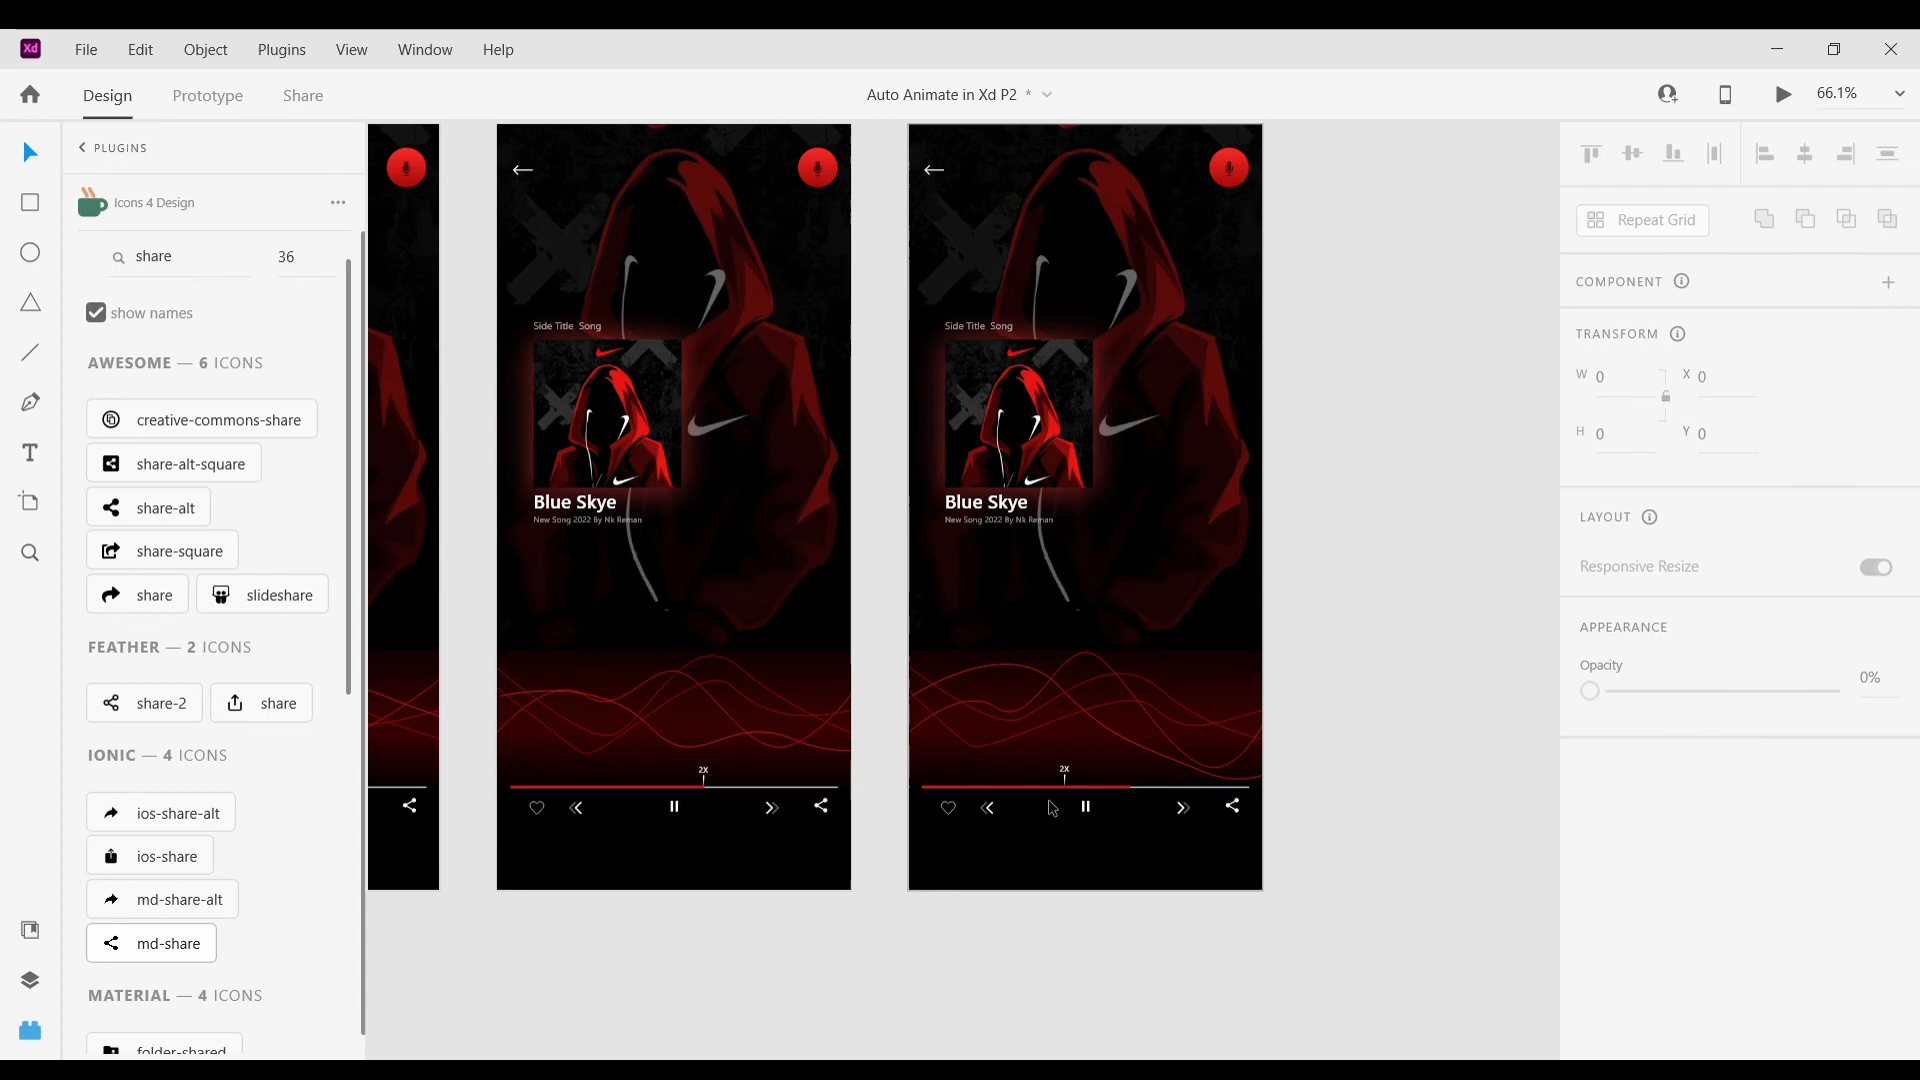 Xd File Edit Object Plugins View Window Help
Design Prototype Share
Auto Animate in Xd P2 *
66.1%
PLUGINS
Icons 4 Design ...
share 36
show names
AWESOME — 6 ICONS
creative-commons-share
share-alt-square
share-alt
share-square
share slideshare
FEATHER — 2 ICONS
share-2 share
IONIC — 4 ICONS
ios-share-alt
ios-share
md-share-alt
md-share
MATERIAL — 4 ICONS
folder-shared
Side Title Song
Blue Skye
New Song 2022 By Nk Reman
2X
Side Title Song
Blue Skye
New Song 2022 By Nk Reman
2X
Repeat Grid
COMPONENT
TRANSFORM
W 0 X 0
H 0 Y 0
LAYOUT
Responsive Resize
APPEARANCE
Opacity
0%